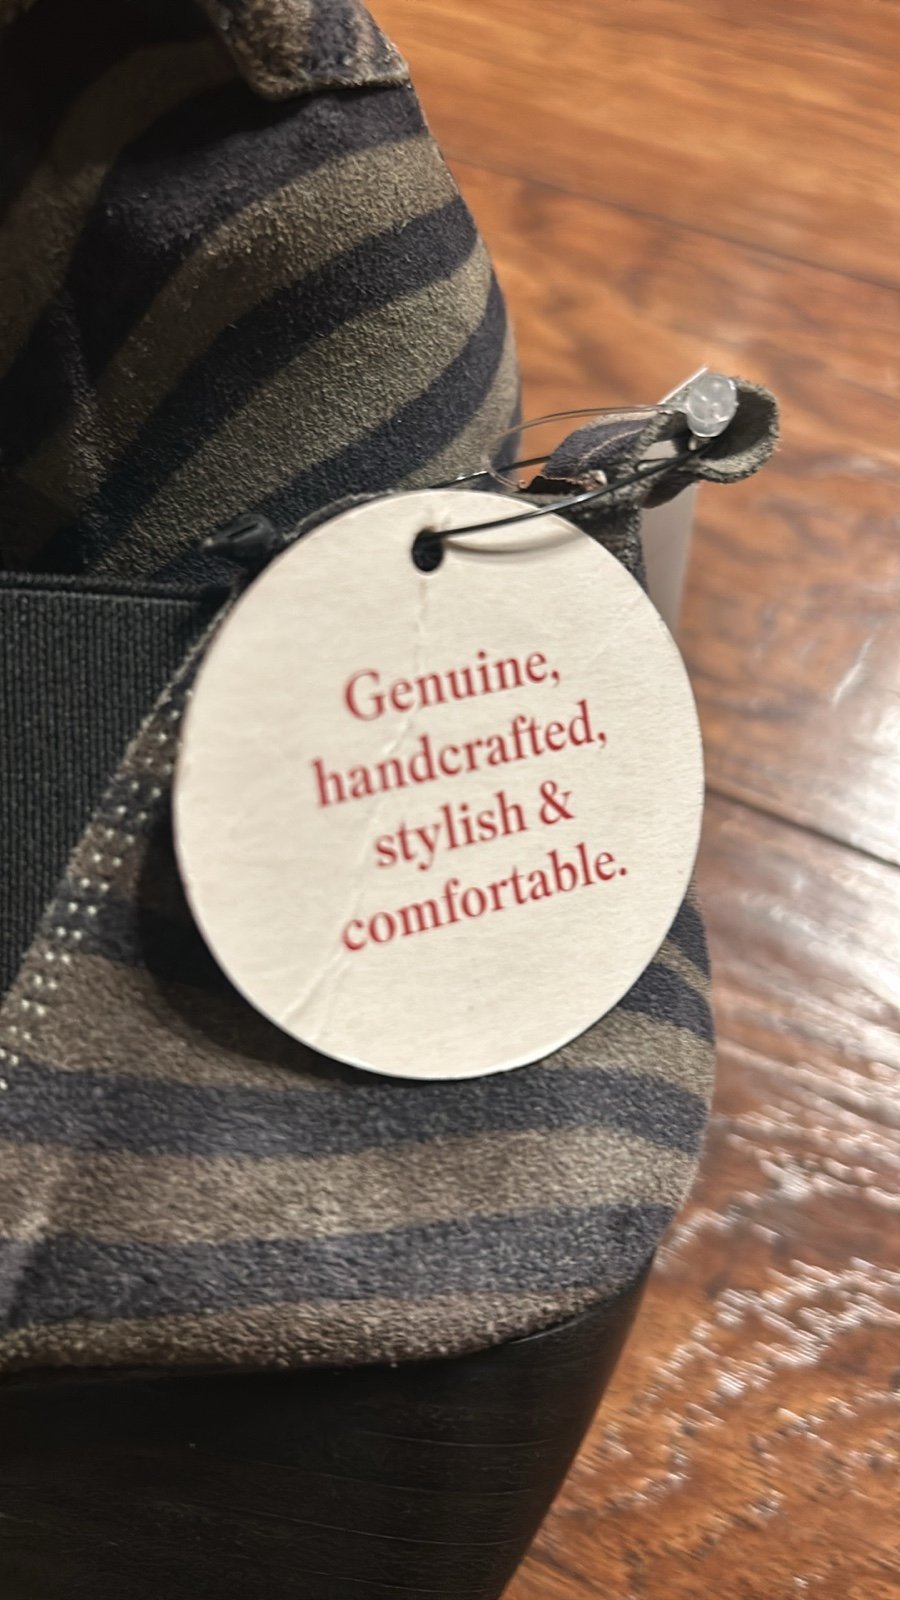 Genuine,
handcrafted,
stylish &
comfortable.